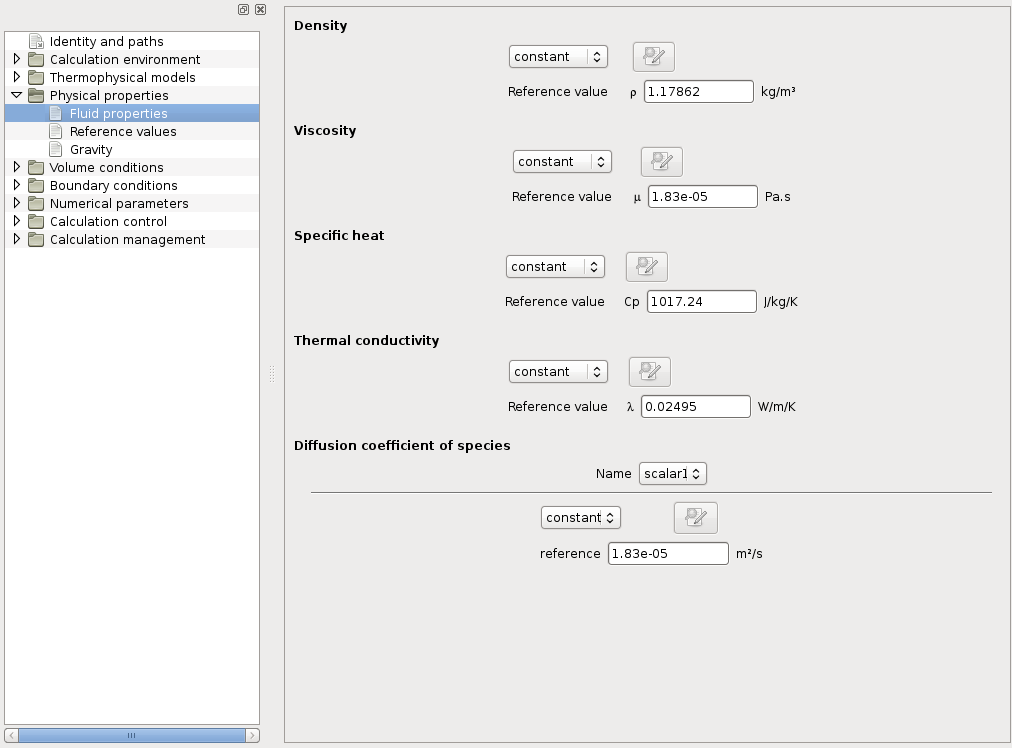 Identity and paths
Calculation environment
Thermophysical models
Physical properties
Fluid properties
Reference values
Gravity
Volume conditions
Boundary conditions
Numerical parameters
Calculation control
Calculation management
Density
constant
Reference value ρ 1.17862 kg/m³
Viscosity
constant
Reference value μ 1.83e-05 Pa.s
Specific heat
constant
Reference value Cp 1017.24 J/kg/K
Thermal conductivity
constant
Reference value λ 0.02495 W/m/K
Diffusion coefficient of species
Name scalar1
constant
reference 1.83e-05 m²/s